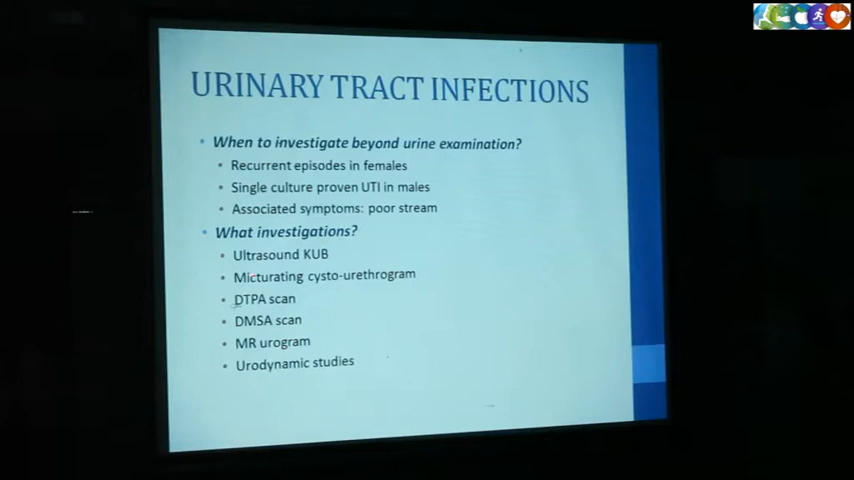 URINARY TRACT INFECTIONS
When to investigate beyond urine examination?
Recurrent episodes in females
Single culture proven UTI in males
Associated symptoms: poor stream
What investigations?
Ultrasound KUB
Micturating cysto-urethrogram
DTPA scan
DMSA scan
MR urogram
Urodynamic studies